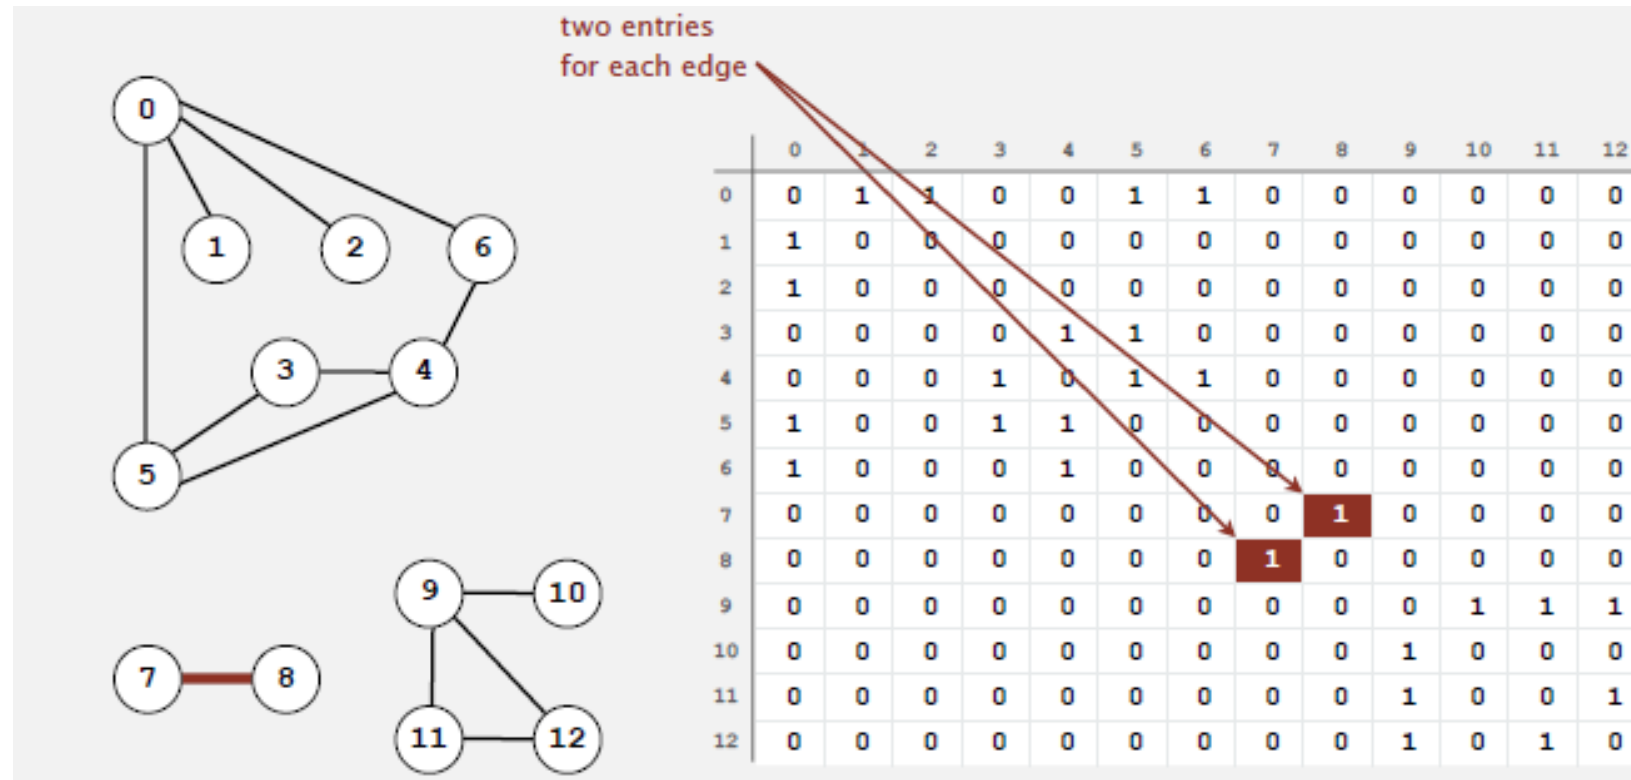 two entries
for each edge
0
1
2
6
3
4
5
9
10
7
8
11
12
0 1 2 3 4 5 6 7 8 9 10 11 12
0 0 1 1 0 0 1 1 0 0 0 0 0 0
1 1 0 0 0 0 0 0 0 0 0 0 0 0
2 1 0 0 0 0 0 0 0 0 0 0 0 0
3 0 0 0 0 1 1 0 0 0 0 0 0 0
4 0 0 0 1 0 1 1 0 0 0 0 0 0
5 1 0 0 1 1 0 0 0 0 0 0 0 0
6 1 0 0 0 1 0 0 0 0 0 0 0 0
7 0 0 0 0 0 0 0 0 1 0 0 0 0
8 0 0 0 0 0 0 0 1 0 0 0 0 0
9 0 0 0 0 0 0 0 0 0 0 1 1 1
10 0 0 0 0 0 0 0 0 0 1 0 0 0
11 0 0 0 0 0 0 0 0 0 1 0 0 1
12 0 0 0 0 0 0 0 0 0 1 0 1 0